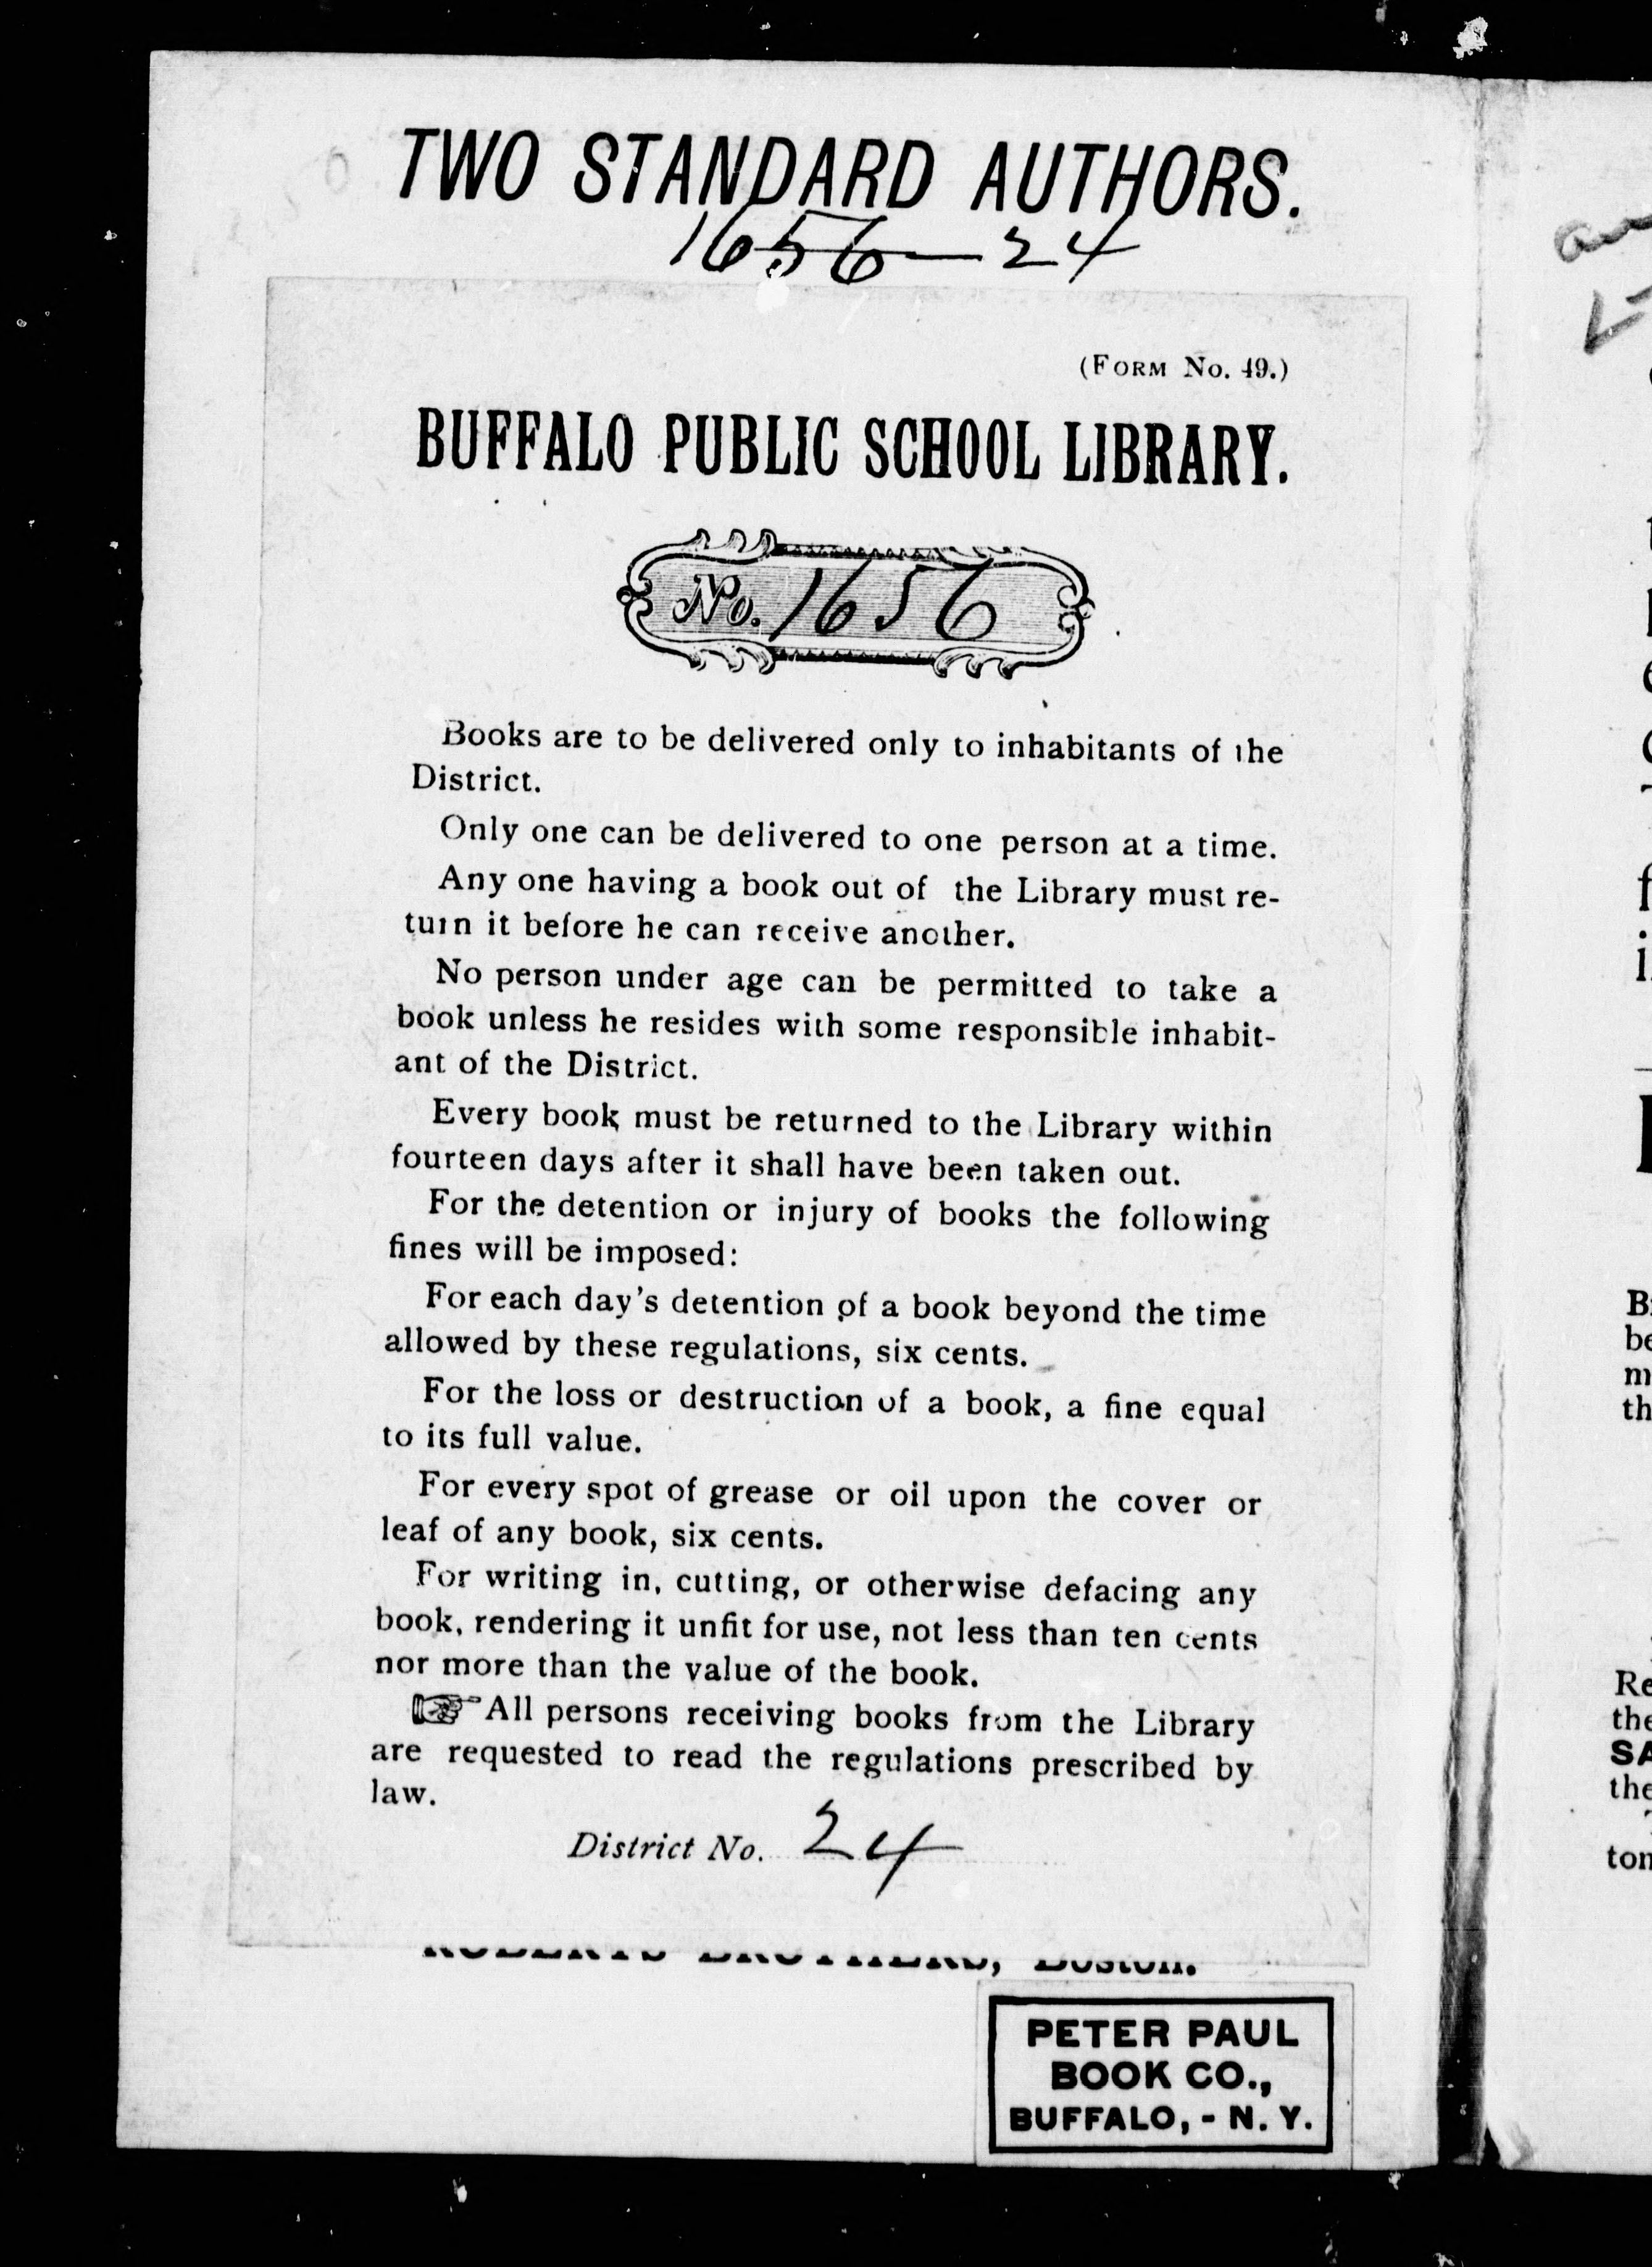 TWO STANDARD AUTHORS.
1656—24
(FORM No. 49.)
BUFFALO PUBLIC SCHOOL LIBRARY.
No. 1656
Books are to be delivered only to inhabitants of the
District.
Only one can be delivered to one person at a time.
Any one having a book out of the Library must re-
turn it before he can receive another.
No person under age can be permitted to take a
book unless he resides with some responsible inhabit-
ant of the District.
Every book must be returned to the Library within
fourteen days after it shall have been taken out.
For the detention or injury of books the following
fines will be imposed:
For each day's detention of a book beyond the time
allowed by these regulations, six cents.
For the loss or destruction of a book, a fine equal
to its full value.
For every spot of grease or oil upon the cover or
leaf of any book, six cents.
For writing in, cutting, or otherwise defacing any
book, rendering it unfit for use, not less than ten cents
nor more than the value of the book.
☞All persons receiving books from the Library
are requested to read the regulations prescribed by
law.
District No. 24
ROBERTS BROTHERS, Boston.
PETER PAUL
BOOK CO.,
BUFFALO, - N. Y.